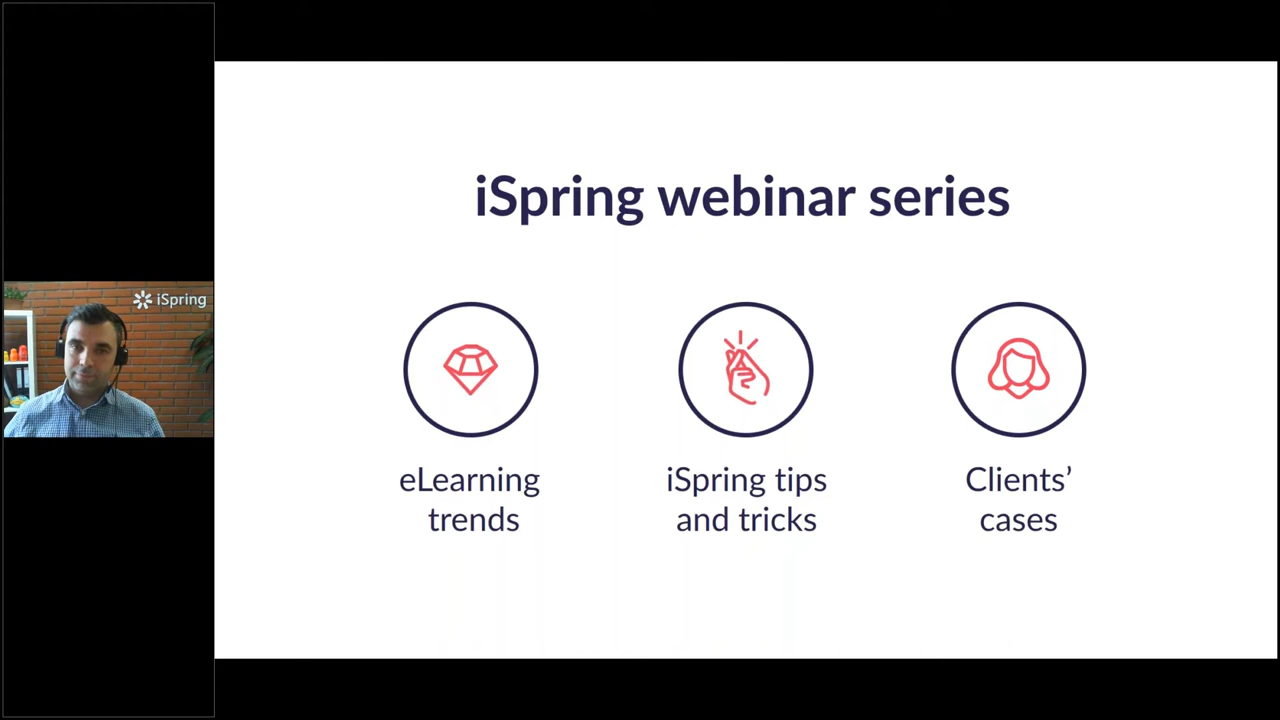 iSpring webinar series
iSpring
eLearning
trends
iSpring tips
and tricks
Clients’
cases